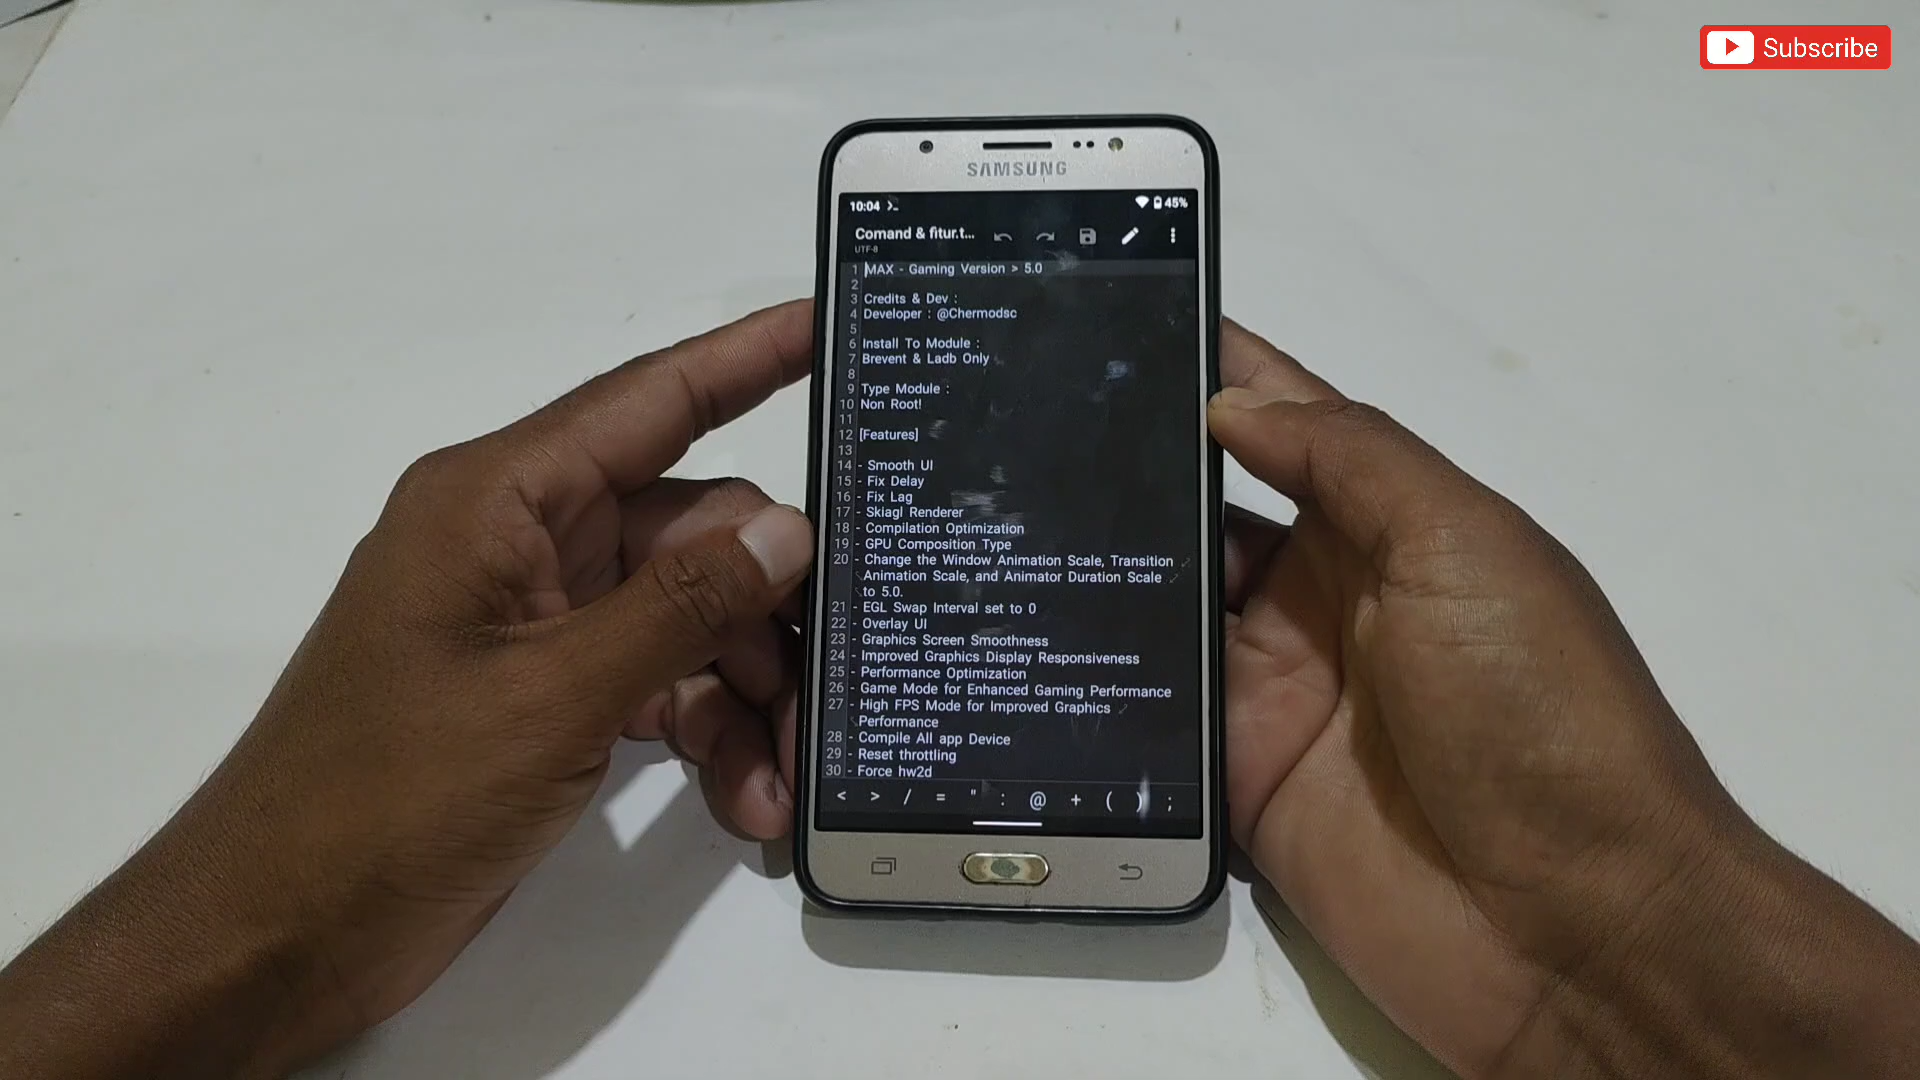 Subscribe
SAMSUNG
10:04 >_ 45%
Comand & fitur.t...
UTF-8
1 MAX - Gaming Version > 5.0
2
3 Credits & Dev :
4 Developer : @Chermodsc
5
6 Install To Module :
7 Brevent & Ladb Only
8
9 Type Module :
10 Non Root!
11
12 [Features]
13
14 - Smooth UI
15 - Fix Delay
16 - Fix Lag
17 - Skiagl Renderer
18 - Compilation Optimization
19 - GPU Composition Type
20 - Change the Window Animation Scale, Transition
Animation Scale, and Animator Duration Scale
to 5.0.
21 - EGL Swap Interval set to 0
22 - Overlay UI
23 - Graphics Screen Smoothness
24 - Improved Graphics Display Responsiveness
25 - Performance Optimization
26 - Game Mode for Enhanced Gaming Performance
27 - High FPS Mode for Improved Graphics
Performance
28 - Compile All app Device
29 - Reset throttling
30 - Force hw2d
< > / = " : @ + ( ) ;